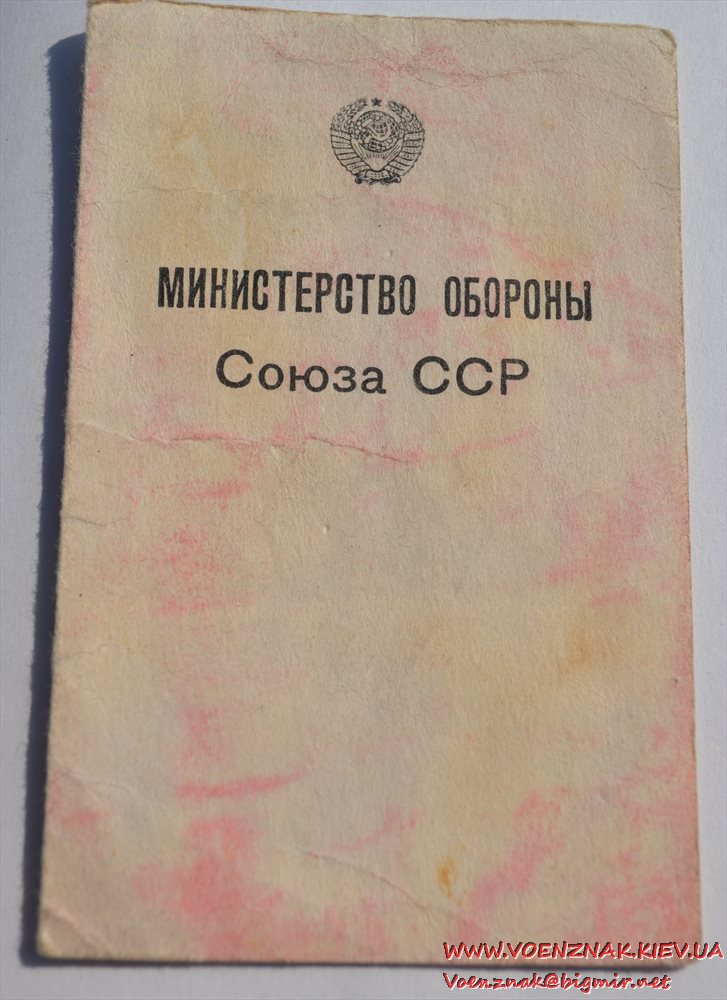 МИНИСТЕРСТВО ОБОРОНЫ
Союза ССР
WWW.VOENZNAK.KIEV.UA
Voenznak@bigmir.net